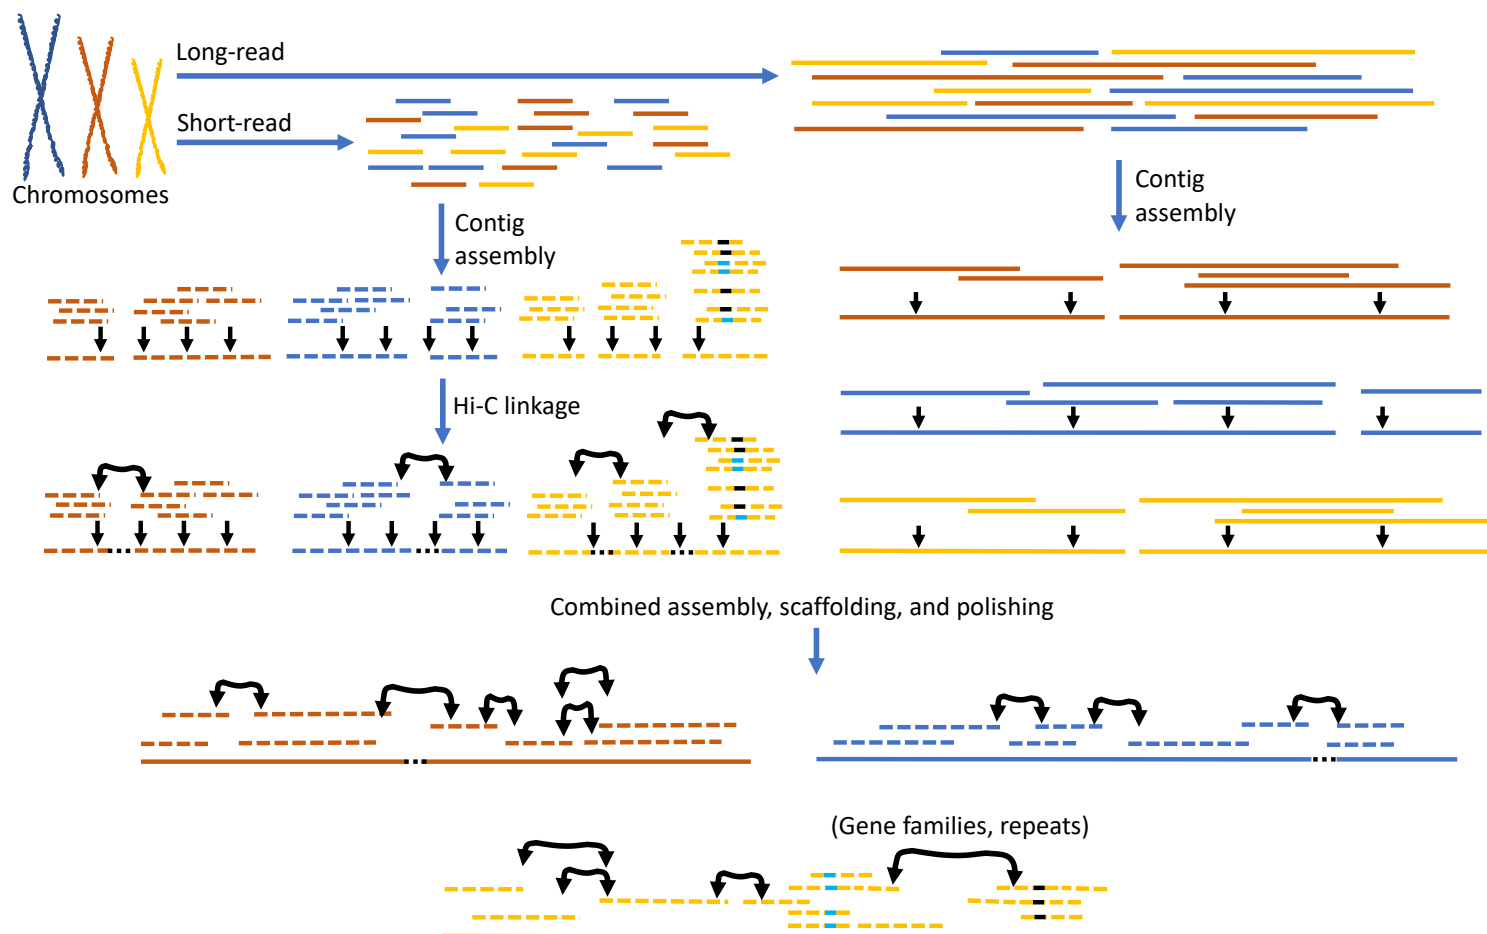 Long-read
Short-read
Chromosomes
Contig
assembly
Contig
assembly
Hi-C linkage
Combined assembly, scaffolding, and polishing
(Gene families, repeats)